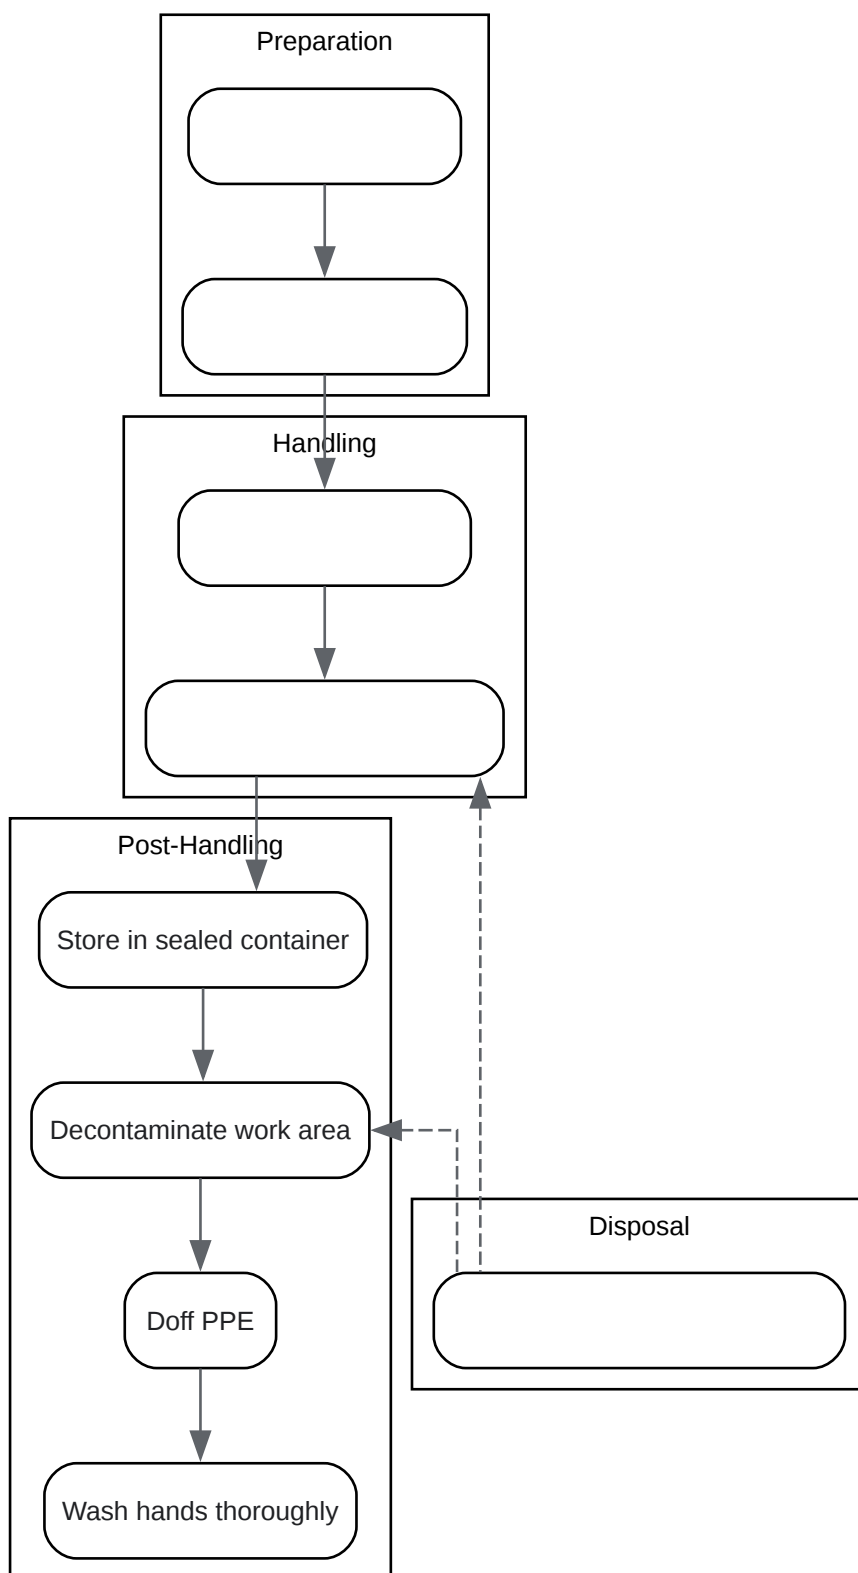 Preparation
Handling
Post-Handling
Store in sealed container
Decontaminate work area
Disposal
Doff PPE
Wash hands thoroughly